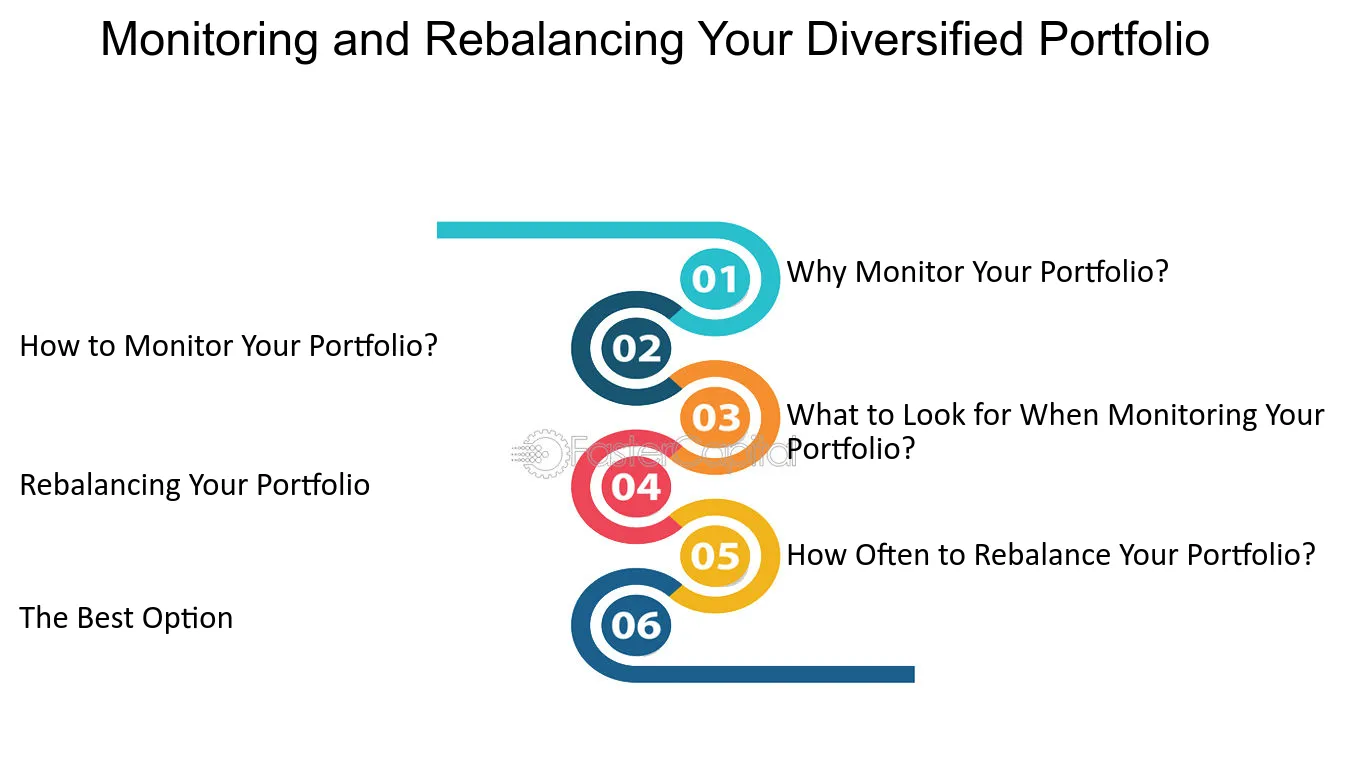 Monitoring and Rebalancing Your Diversified Portfolio
01
Why Monitor Your Portfolio?
How to Monitor Your Portfolio?
02
03
What to Look for When Monitoring Your
Portfolio?
FasterCapital
Rebalancing Your Portfolio
04
05
How Often to Rebalance Your Portfolio?
The Best Option
06